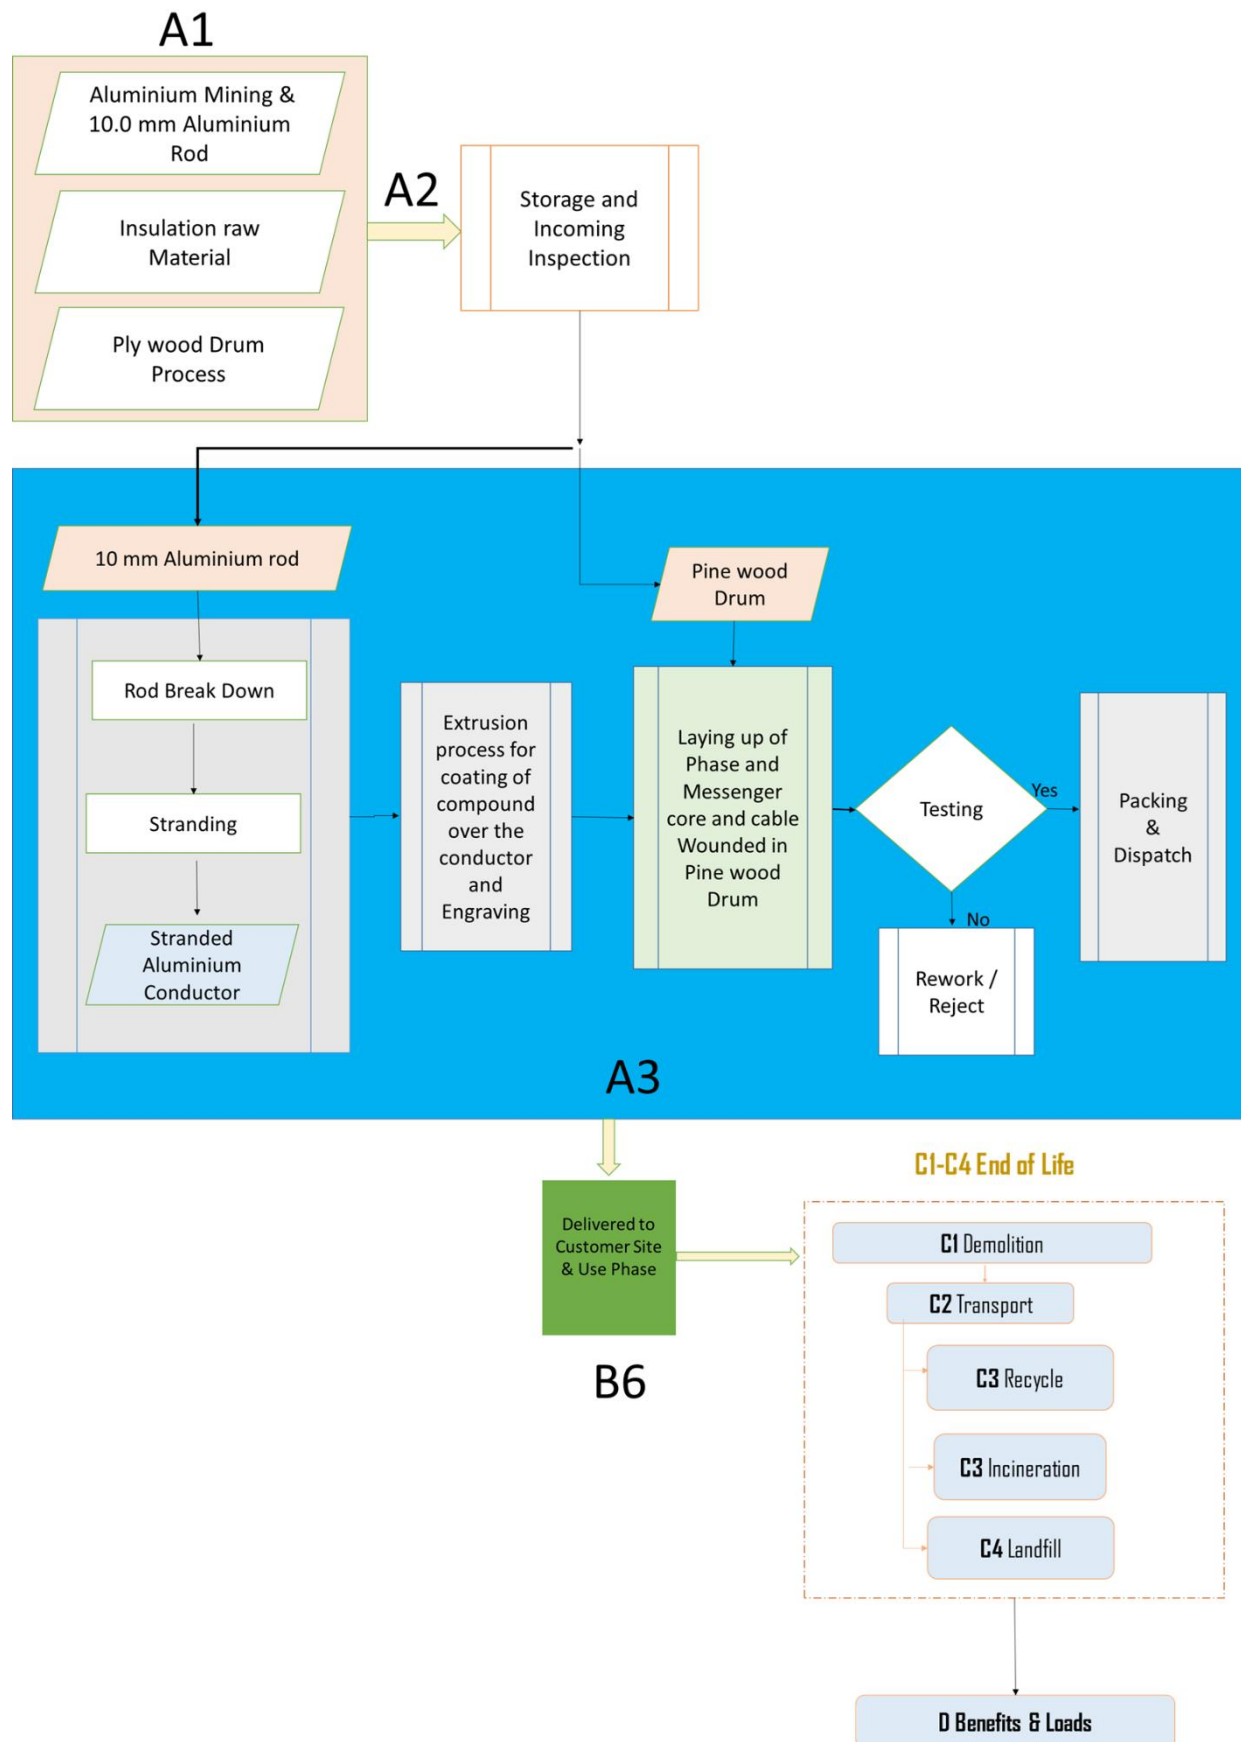 A1
Aluminium Mining &
10.0 mm Aluminium
Rod
Insulation raw
Material
Ply wood Drum
Process
A2
Storage and
Incoming
Inspection
10 mm Aluminium rod
Rod Break Down
Stranding
Stranded
Aluminium
Conductor
Extrusion
process for
coating of
compound
over the
conductor
and
Engraving
Pine wood
Drum
Laying up of
Phase and
Messenger
core and cable
Wounded in
Pine wood
Drum
Testing
Yes
No
Packing
&
Dispatch
Rework /
Reject
A3
Delivered to
Customer Site
& Use Phase
B6
C1-C4 End of Life
C1 Demolition
C2 Transport
C3 Recycle
C3 Incineration
C4 Landfill
D Benefits & Loads